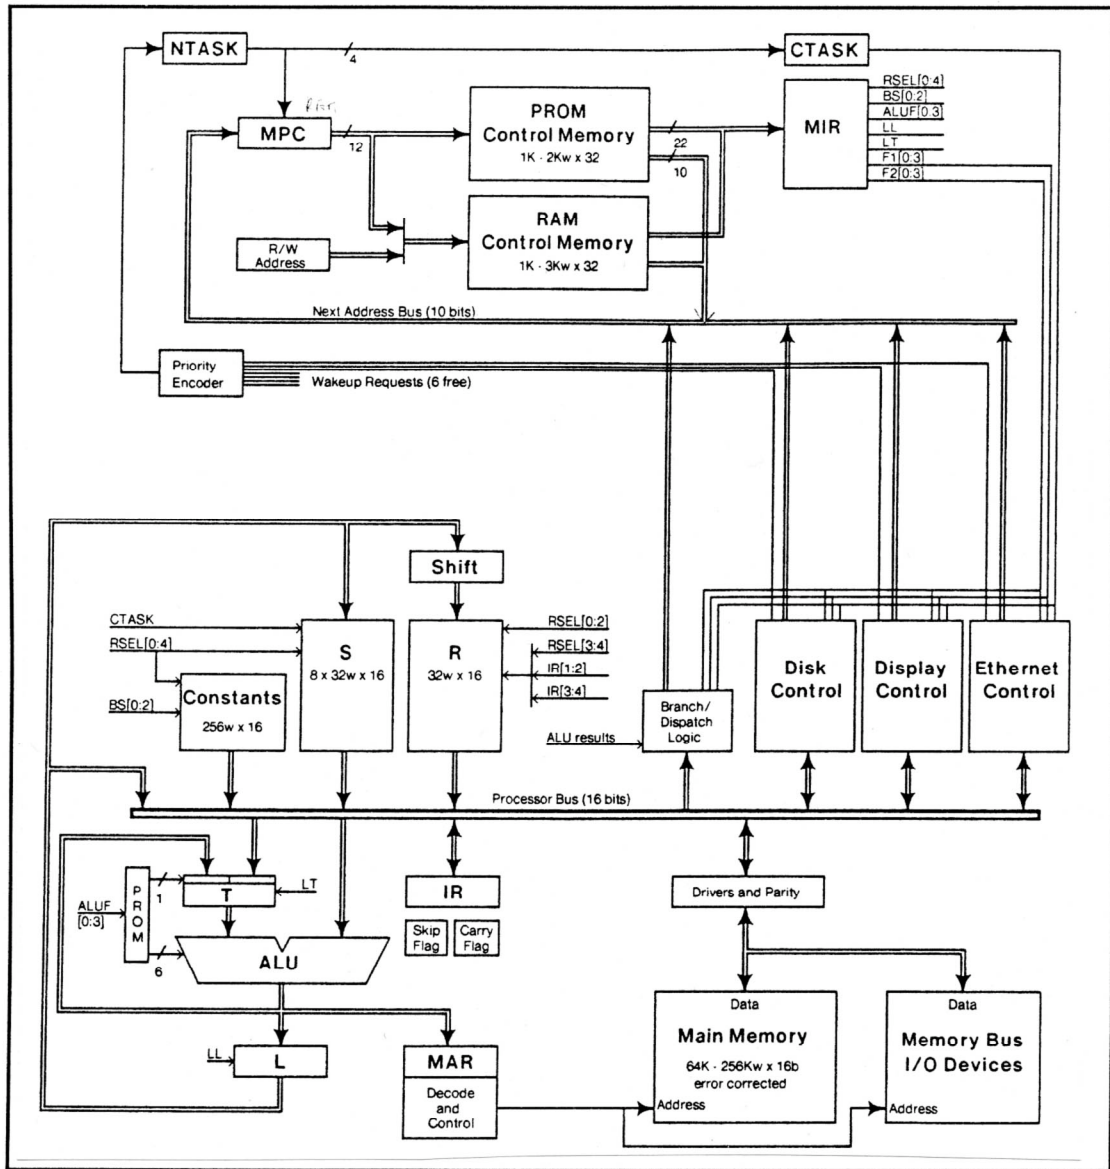 NTASK
4
CTASK
MPC
12
PROM
Control Memory
1K - 2Kw x 32
22
10
MIR
RSEL[0:4]
BS[0:2]
ALUF[0:3]
LL
LT
F1[0:3]
F2[0:3]
RAM
Control Memory
1K - 3Kw x 32
R/W
Address
Next Address Bus (10 bits)
Priority
Encoder
Wakeup Requests (6 free)
Shift
CTASK
RSEL[0:4]
BS[0:2]
Constants
256w x 16
S
8 x 32w x 16
R
32w x 16
RSEL[0:2]
RSEL[3:4]
IR[1:2]
IR[3:4]
ALU results
Branch/
Dispatch
Logic
Disk
Control
Display
Control
Ethernet
Control
Processor Bus (16 bits)
ALUF
[0:3]
PROM
1
6
T
LT
ALU
IR
Skip
Flag
Carry
Flag
Drivers and Parity
LL
L
MAR
Decode
and
Control
Data
Main Memory
64K - 256Kw x 16b
error corrected
Address
Data
Memory Bus
I/O Devices
Address